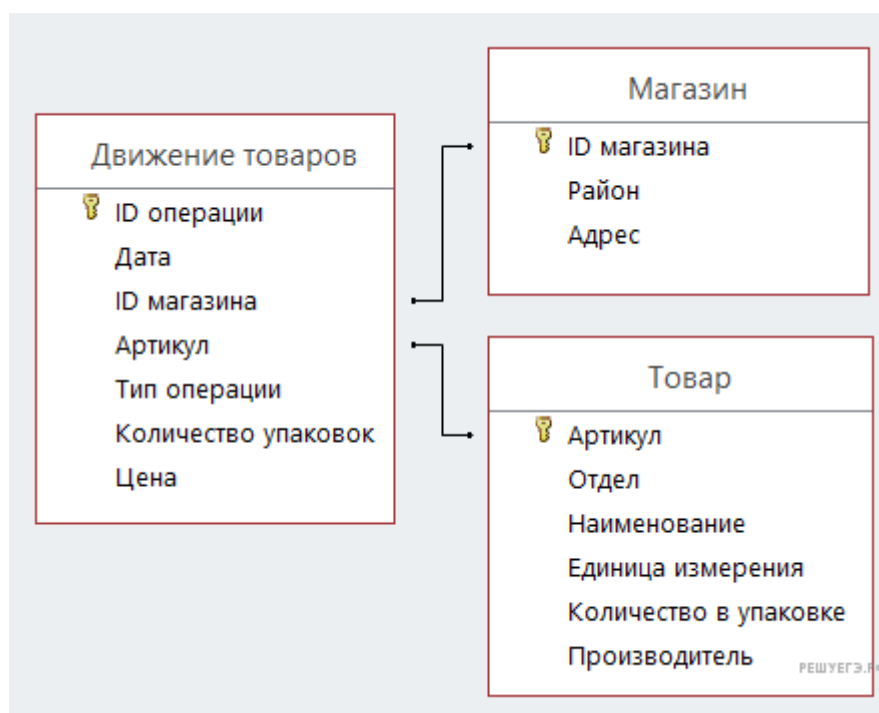 Движение товаров
ID операции
Дата
ID магазина
Артикул
Тип операции
Количество упаковок
Цена
Магазин
ID магазина
Район
Адрес
Товар
Артикул
Отдел
Наименование
Единица измерения
Количество в упаковке
Производитель